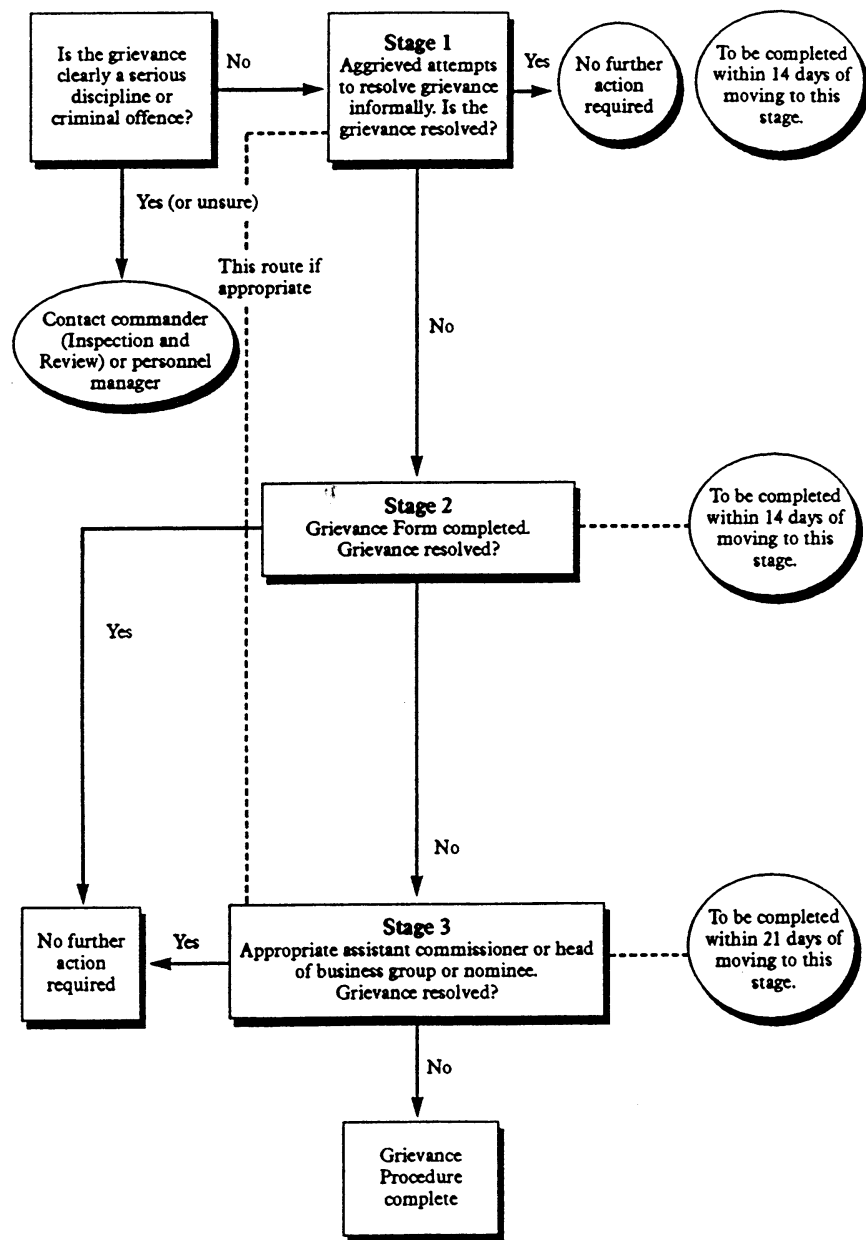 Is the grievance
clearly a serious
discipline or
criminal offence?
No
Stage 1
Aggrieved attempts
to resolve grievance
informally. Is the
grievance resolved?
Yes
No further
action
required
To be completed
within 14 days of
moving to this
stage.
Yes (or unsure)
This route if
appropriate
Contact commander
(Inspection and
Review) or personnel
manager
No
Stage 2
Grievance Form completed.
Grievance resolved?
To be completed
within 14 days of
moving to this
stage.
Yes
No
Stage 3
Appropriate assistant commissioner or head
of business group or nominee.
Grievance resolved?
Yes
No further
action
required
To be completed
within 21 days of
moving to this
stage.
No
Grievance
Procedure
complete